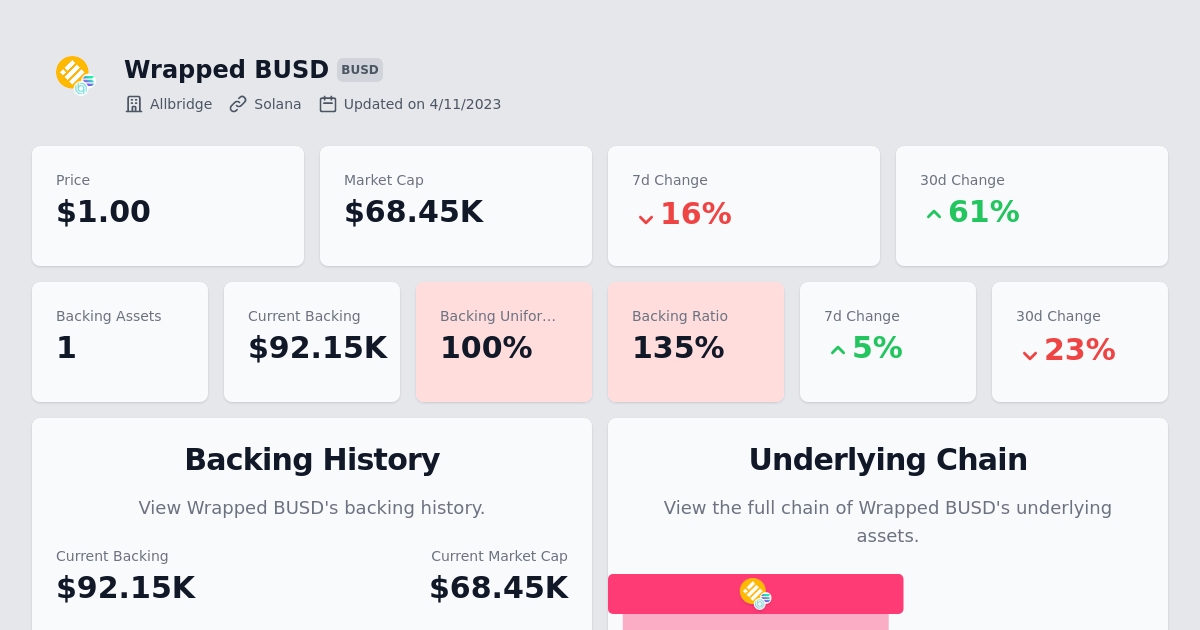 Wrapped BUSD BUSD
Allbridge Solana Updated on 4/11/2023
Price
$1.00
Market Cap
$68.45K
7d Change
16%
30d Change
61%
Backing Assets
1
Current Backing
$92.15K
Backing Unifor…
100%
Backing Ratio
135%
7d Change
5%
30d Change
23%
Backing History
View Wrapped BUSD's backing history.
Current Backing
$92.15K
Current Market Cap
$68.45K
Underlying Chain
View the full chain of Wrapped BUSD's underlying
assets.